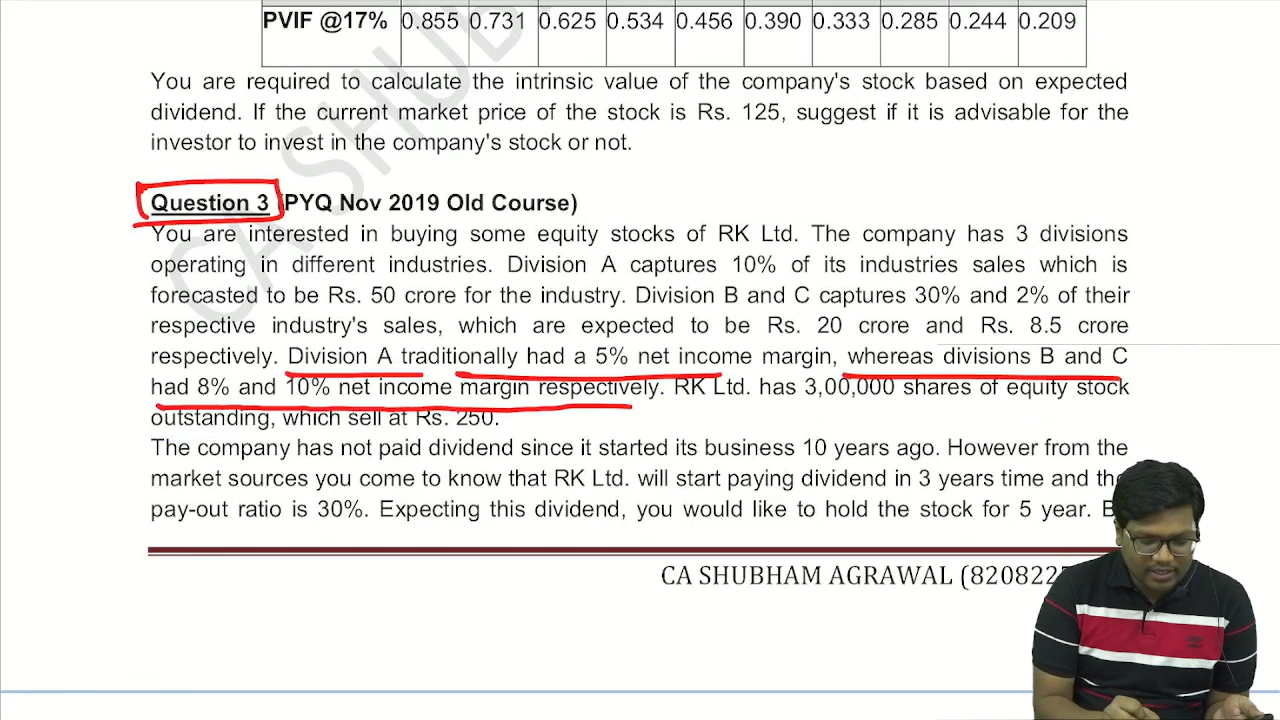 PVIF @17% 0.855 0.731 0.625 0.534 0.456 0.390 0.333 0.285 0.244 0.209
You are required to calculate the intrinsic value of the company's stock based on expected
dividend. If the current market price of the stock is Rs. 125, suggest if it is advisable for the
investor to invest in the company's stock or not.
Question 3 (PYQ Nov 2019 Old Course)
You are interested in buying some equity stocks of RK Ltd. The company has 3 divisions
operating in different industries. Division A captures 10% of its industries sales which is
forecasted to be Rs. 50 crore for the industry. Division B and C captures 30% and 2% of their
respective industry's sales, which are expected to be Rs. 20 crore and Rs. 8.5 crore
respectively. Division A traditionally had a 5% net income margin, whereas divisions B and C
had 8% and 10% net income margin respectively. RK Ltd. has 3,00,000 shares of equity stock
outstanding, which sell at Rs. 250.
The company has not paid dividend since it started its business 10 years ago. However from the
market sources you come to know that RK Ltd. will start paying dividend in 3 years time and the
pay-out ratio is 30%. Expecting this dividend, you would like to hold the stock for 5 year.
CA SHUBHAM AGRAWAL (820822
CA SHUB